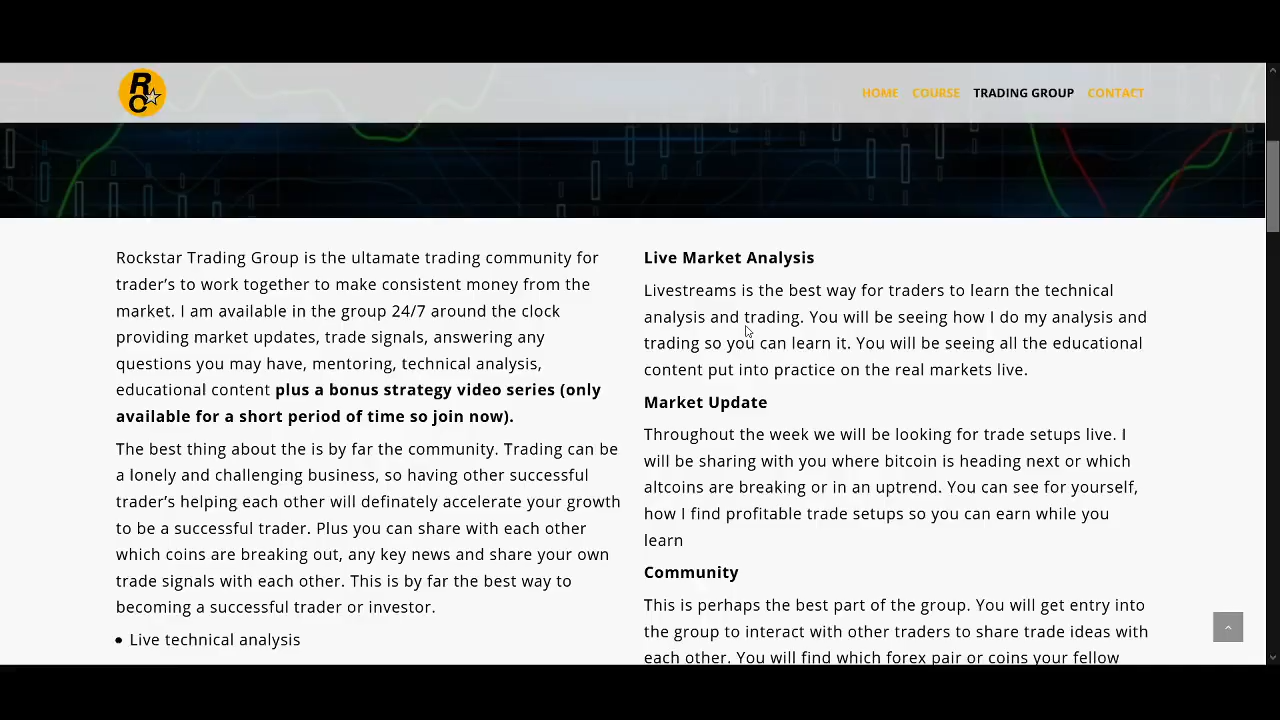 RC
HOME COURSE TRADING GROUP CONTACT
Rockstar Trading Group is the ultamate trading community for
trader's to work together to make consistent money from the
market. I am available in the group 24/7 around the clock
providing market updates, trade signals, answering any
questions you may have, mentoring, technical analysis,
educational content plus a bonus strategy video series (only
available for a short period of time so join now).
The best thing about the is by far the community. Trading can be
a lonely and challenging business, so having other successful
trader's helping each other will definately accelerate your growth
to be a successful trader. Plus you can share with each other
which coins are breaking out, any key news and share your own
trade signals with each other. This is by far the best way to
becoming a successful trader or investor.
• Live technical analysis
Live Market Analysis
Livestreams is the best way for traders to learn the technical
analysis and trading. You will be seeing how I do my analysis and
trading so you can learn it. You will be seeing all the educational
content put into practice on the real markets live.
Market Update
Throughout the week we will be looking for trade setups live. I
will be sharing with you where bitcoin is heading next or which
altcoins are breaking or in an uptrend. You can see for yourself,
how I find profitable trade setups so you can earn while you
learn
Community
This is perhaps the best part of the group. You will get entry into
the group to interact with other traders to share trade ideas with
each other. You will find which forex pair or coins your fellow